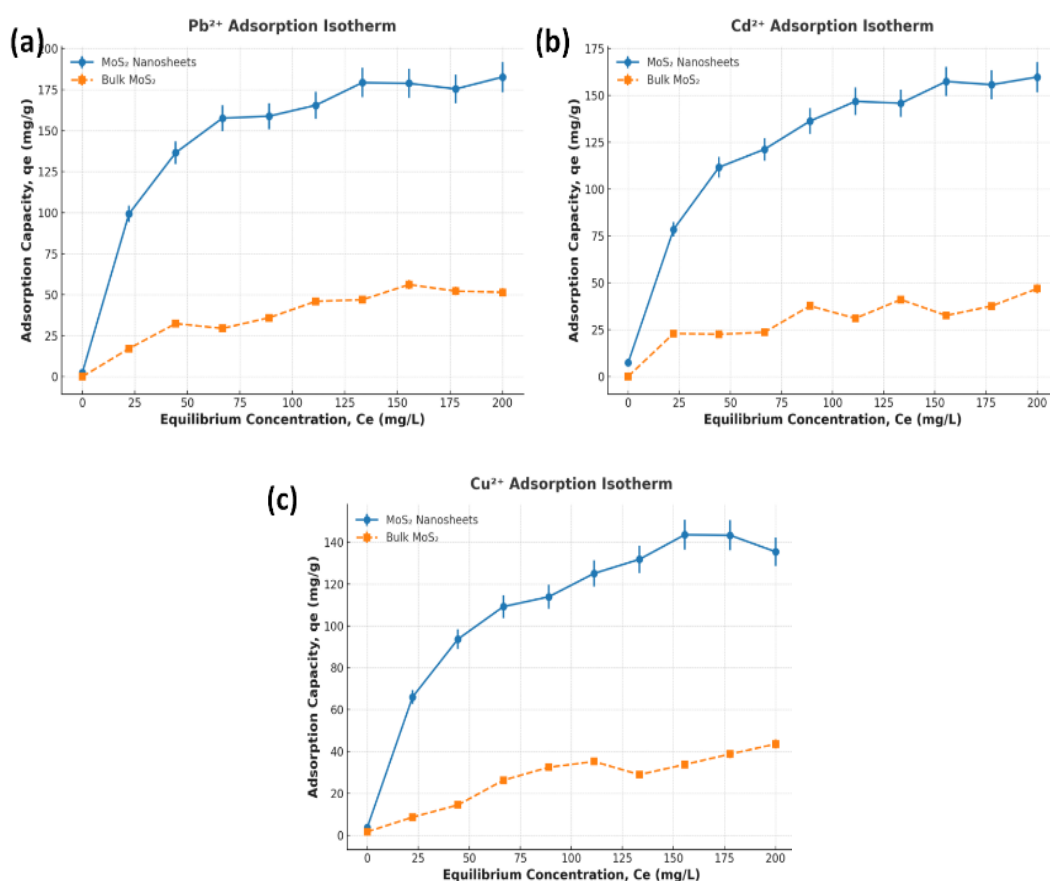 (a)
Pb²⁺ Adsorption Isotherm
MoS₂ Nanosheets
Bulk MoS₂
Adsorption Capacity, qe (mg/g)
200
175
150
125
100
75
50
25
0
0 25 50 75 100 125 150 175 200
Equilibrium Concentration, Ce (mg/L)
(b)
Cd²⁺ Adsorption Isotherm
MoS₂ Nanosheets
Bulk MoS₂
Adsorption Capacity, qe (mg/g)
175
150
125
100
75
50
25
0
0 25 50 75 100 125 150 175 200
Equilibrium Concentration, Ce (mg/L)
(c)
Cu²⁺ Adsorption Isotherm
MoS₂ Nanosheets
Bulk MoS₂
Adsorption Capacity, qe (mg/g)
140
120
100
80
60
40
20
0
0 25 50 75 100 125 150 175 200
Equilibrium Concentration, Ce (mg/L)